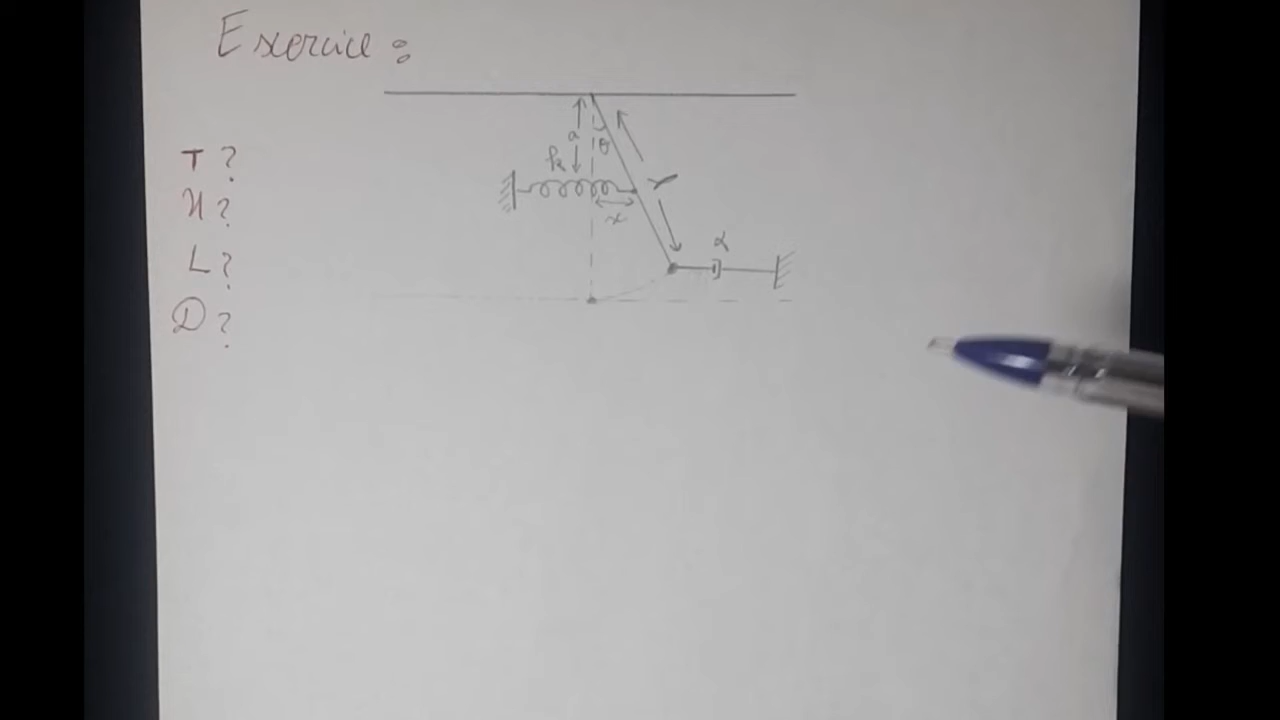 Exercice :
a
θ
T ?
k
U ?
x
α
L ?
D ?